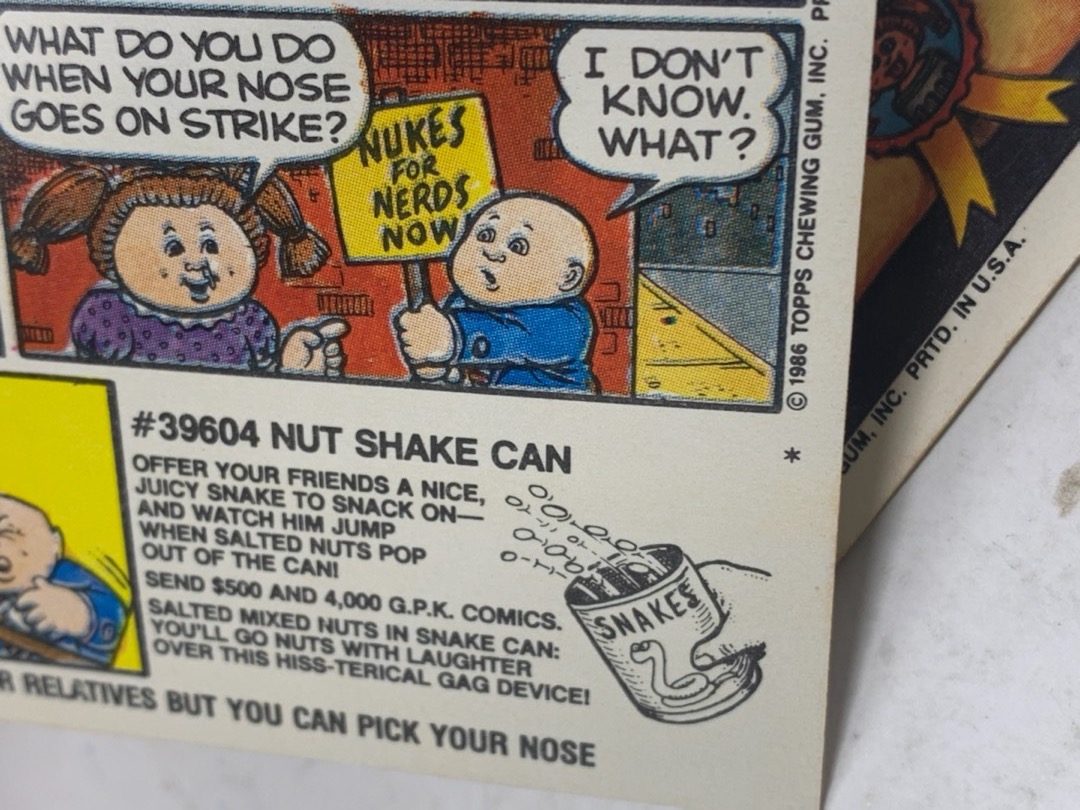 WHAT DO YOU DO
WHEN YOUR NOSE
GOES ON STRIKE?
NUKES
FOR
NERDS
NOW
I DON'T
KNOW.
WHAT?
© 1986 TOPPS CHEWING GUM, INC.
GUM, INC. PRTD. IN U.S.A.
#39604 NUT SHAKE CAN
OFFER YOUR FRIENDS A NICE,
JUICY SNAKE TO SNACK ON—
AND WATCH HIM JUMP
WHEN SALTED NUTS POP
OUT OF THE CAN!
SEND $500 AND 4,000 G.P.K. COMICS.
SALTED MIXED NUTS IN SNAKE CAN:
YOU'LL GO NUTS WITH LAUGHTER
OVER THIS HISS-TERICAL GAG DEVICE!
SNAKES
*
RELATIVES BUT YOU CAN PICK YOUR NOSE